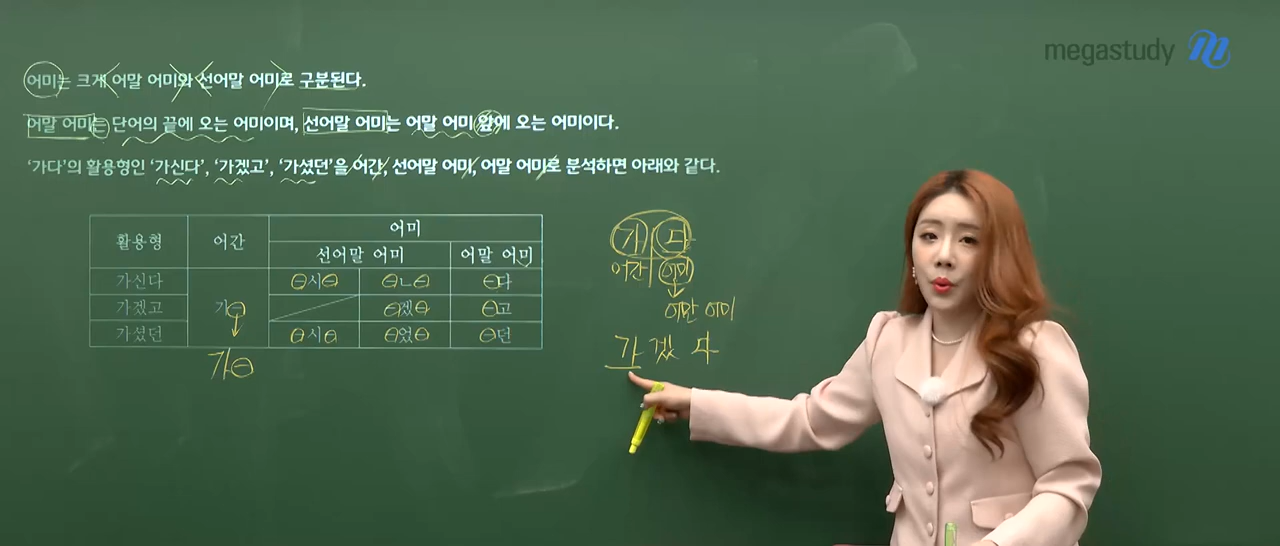 megastudy
어미는 크게 어말 어미와 선어말 어미로 구분된다.
어말 어미는 단어의 끝에 오는 어미이며, 선어말 어미는 어말 어미 앞에 오는 어미이다.
‘가다’의 활용형인 ‘가신다’, ‘가겠고’, ‘가셨던’을 어간, 선어말 어미, 어말 어미로 분석하면 아래와 같다.
활용형 어간 어미
선어말 어미 어말 어미
가신다 가- -시- -ㄴ- -다
가겠고 -겠- -고
가셨던 -시- -었- -던
가-
가 다
어간 어미
어말 어미
가 겠 다